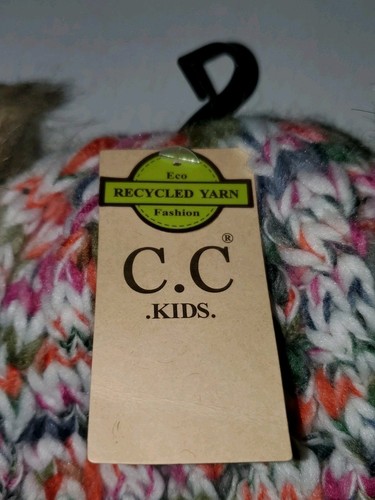 Eco
RECYCLED YARN
Fashion
C.C®
.KIDS.